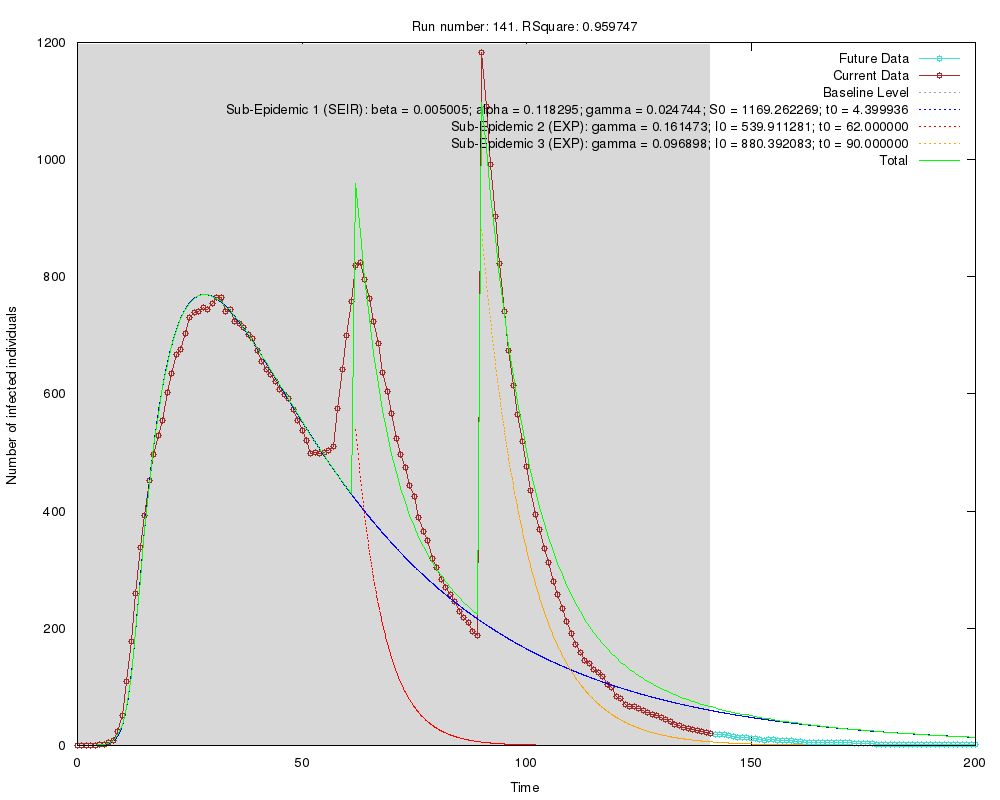 Run number: 141. RSquare: 0.959747
1200
1000
800
600
400
200
0
Number of infected individuals
Future Data
Current Data
Baseline Level
Sub-Epidemic 1 (SEIR): beta = 0.005005; alpha = 0.118295; gamma = 0.024744; S0 = 1169.262269; t0 = 4.399936
Sub-Epidemic 2 (EXP): gamma = 0.161473; I0 = 539.911281; t0 = 62.000000
Sub-Epidemic 3 (EXP): gamma = 0.096898; I0 = 880.392083; t0 = 90.000000
Total
0
50
100
150
200
Time